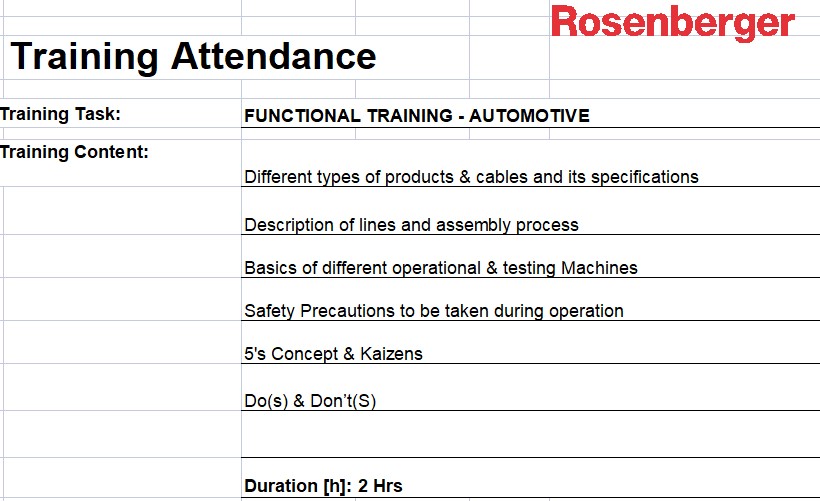 Rosenberger
Training Attendance
Training Task: FUNCTIONAL TRAINING - AUTOMOTIVE
Training Content:
Different types of products & cables and its specifications
Description of lines and assembly process
Basics of different operational & testing Machines
Safety Precautions to be taken during operation
5's Concept & Kaizens
Do(s) & Don't(S)
Duration [h]: 2 Hrs